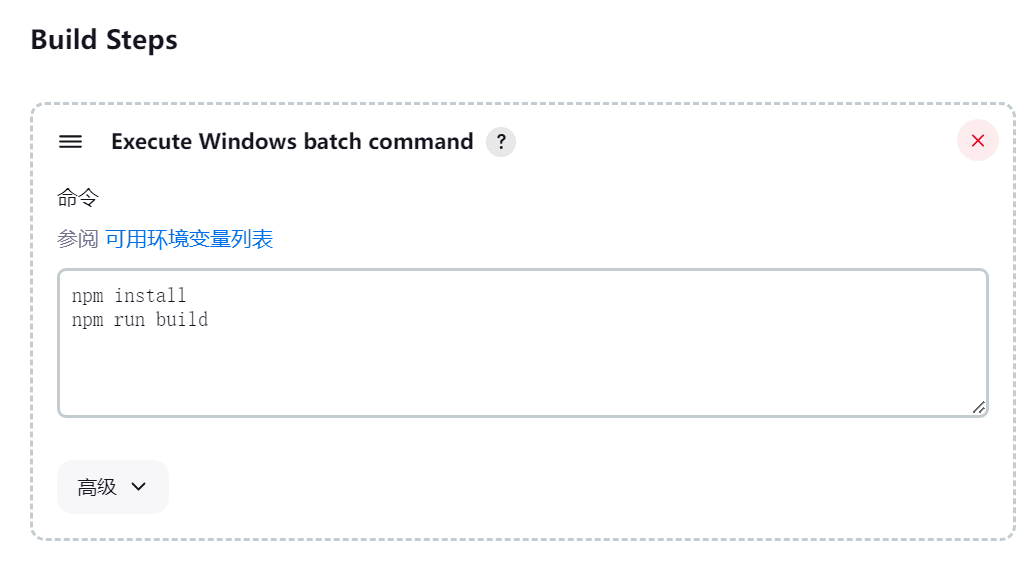 Build Steps
Execute Windows batch command ?
命令
参阅 可用环境变量列表
npm install
npm run build
高级